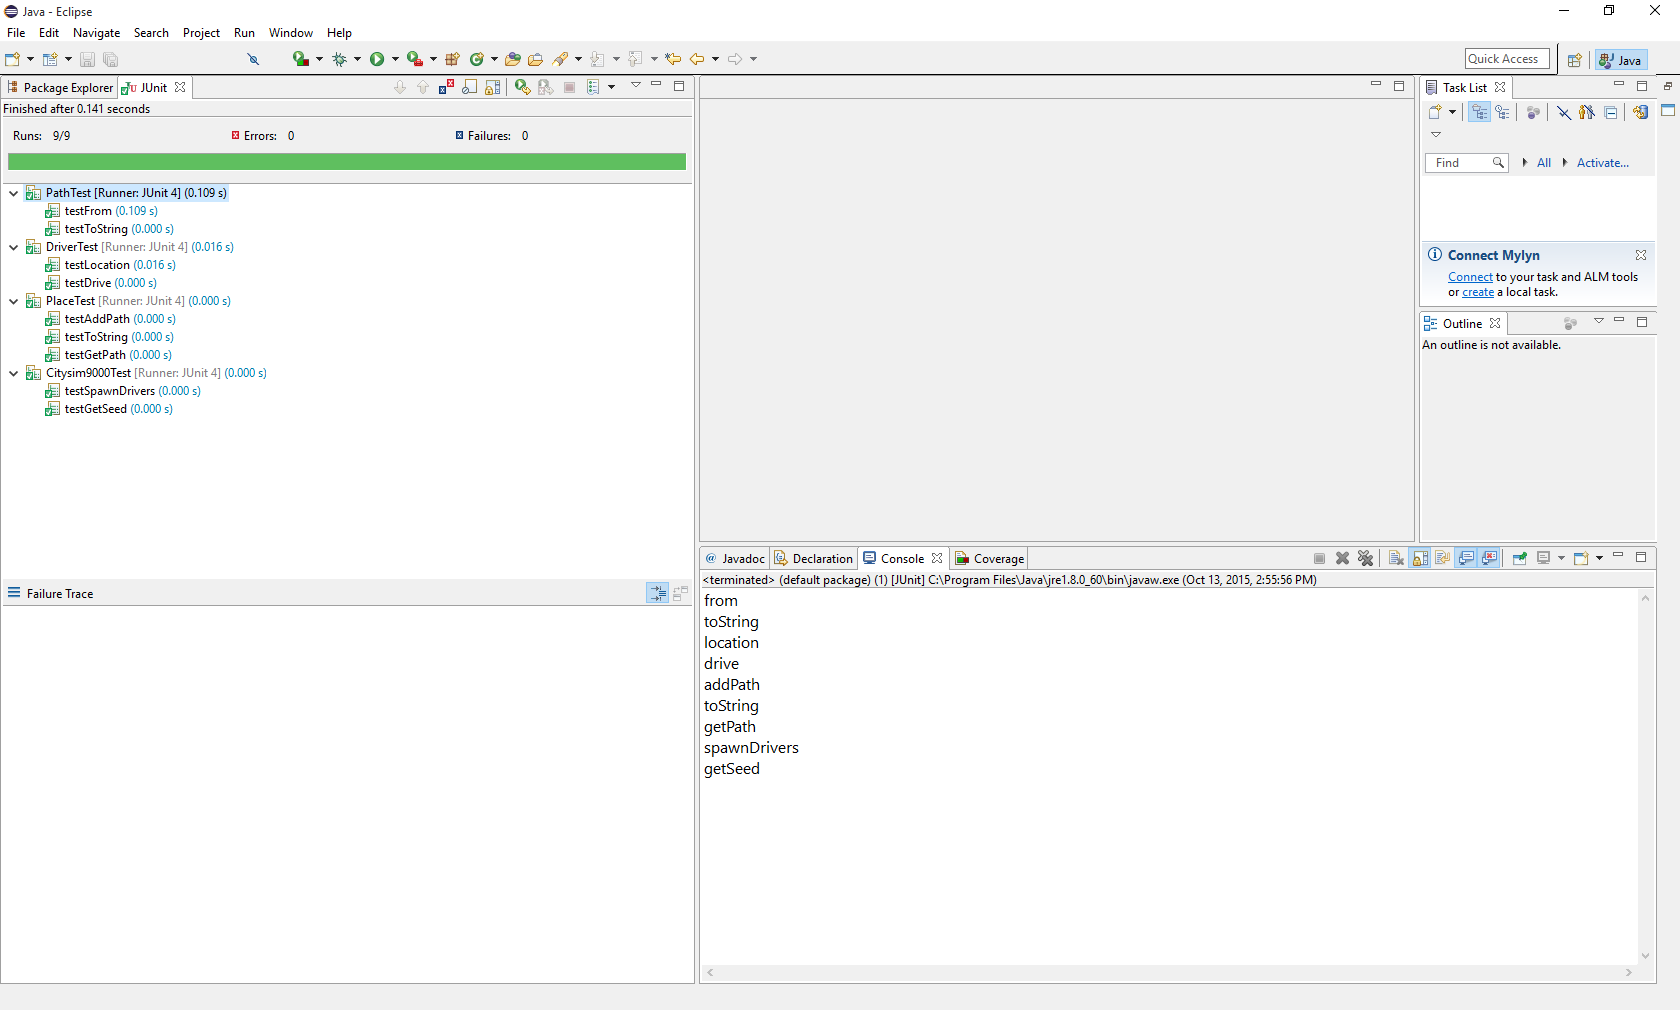 Java - Eclipse
File Edit Navigate Search Project Run Window Help
Quick Access
Java
Package Explorer JUnit
Finished after 0.141 seconds
Runs: 9/9 Errors: 0 Failures: 0
PathTest [Runner: JUnit 4] (0.109 s)
testFrom (0.109 s)
testToString (0.000 s)
DriverTest [Runner: JUnit 4] (0.016 s)
testLocation (0.016 s)
testDrive (0.000 s)
PlaceTest [Runner: JUnit 4] (0.000 s)
testAddPath (0.000 s)
testToString (0.000 s)
testGetPath (0.000 s)
Citysim9000Test [Runner: JUnit 4] (0.000 s)
testSpawnDrivers (0.000 s)
testGetSeed (0.000 s)
Failure Trace
Task List
Find All Activate...
Connect Mylyn
Connect to your task and ALM tools
or create a local task.
Outline
An outline is not available.
@ Javadoc Declaration Console Coverage
<terminated> (default package) (1) [JUnit] C:\Program Files\Java\jre1.8.0_60\bin\javaw.exe (Oct 13, 2015, 2:55:56 PM)
from
toString
location
drive
addPath
toString
getPath
spawnDrivers
getSeed